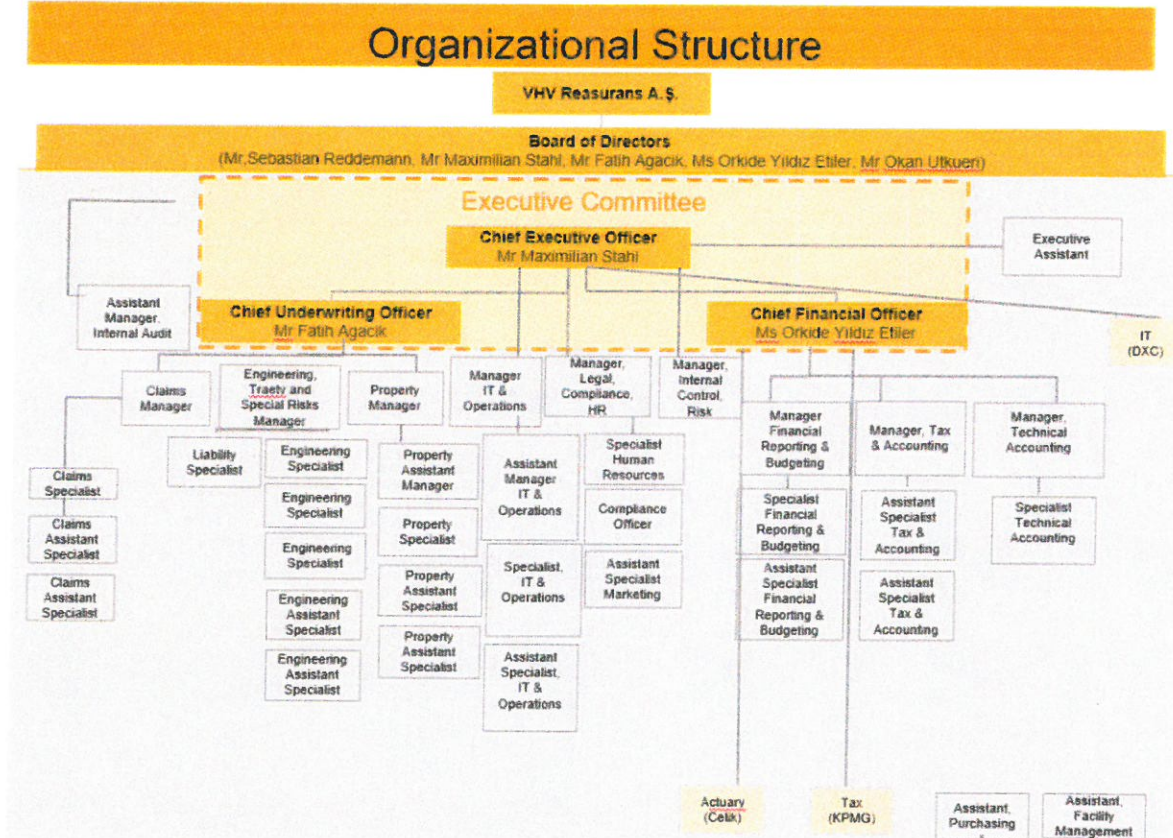 Organizational Structure
VHV Reasurans A.Ş.
Board of Directors
(Mr,Sebastian Reddemann, Mr Maximilian Stahl, Mr Fatih Agacik, Ms Orkide Yıldız Etiler, Mr Okan Utkueri)
Executive Committee
Chief Executive Officer
Mr Maximilian Stahl
Executive
Assistant
Assistant
Manager,
Internal Audit
Chief Underwriting Officer
Mr Fatih Agacik
Chief Financial Officer
Ms Orkide Yıldız Etiler
IT
(DXC)
Claims
Manager
Engineering,
Traety and
Special Risks
Manager
Property
Manager
Manager
IT &
Operations
Manager,
Legal,
Compliance,
HR
Manager,
Internal
Control,
Risk
Manager
Financial
Reporting &
Budgeting
Manager, Tax
& Accounting
Manager,
Technical
Accounting
Claims
Specialist
Claims
Assistant
Specialist
Claims
Assistant
Specialist
Liability
Specialist
Engineering
Specialist
Engineering
Specialist
Engineering
Specialist
Engineering
Assistant
Specialist
Engineering
Assistant
Specialist
Property
Assistant
Manager
Property
Specialist
Property
Assistant
Specialist
Property
Assistant
Specialist
Assistant
Manager
IT &
Operations
Specialist,
IT &
Operations
Assistant
Specialist,
IT &
Operations
Specialist
Human
Resources
Compliance
Officer
Assistant
Specialist
Marketing
Specialist
Financial
Reporting &
Budgeting
Assistant
Specialist
Financial
Reporting &
Budgeting
Assistant
Specialist
Tax &
Accounting
Assistant
Specialist
Tax &
Accounting
Specialist
Technical
Accounting
Actuary
(Çelik)
Tax
(KPMG)
Assistant,
Purchasing
Assistant,
Facility
Management